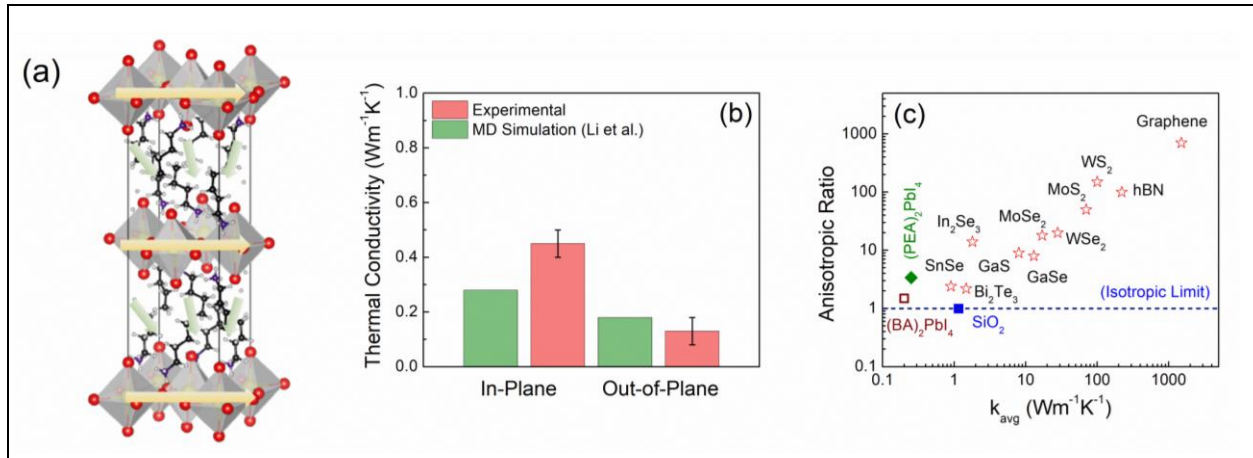 (a)
Thermal Conductivity (Wm⁻¹K⁻¹)
1.0
0.8
0.6
0.4
0.2
0.0
Experimental
MD Simulation (Li et al.)
(b)
In-Plane
Out-of-Plane
(c)
Anisotropic Ratio
1000
100
10
1
0.1
0.1
1
10
100
1000
k_avg (Wm⁻¹K⁻¹)
Graphene
WS₂
hBN
MoS₂
MoSe₂
WSe₂
In₂Se₃
GaS
GaSe
SnSe
Bi₂Te₃
(PEA)₂PbI₄
(BA)₂PbI₄
SiO₂
(Isotropic Limit)